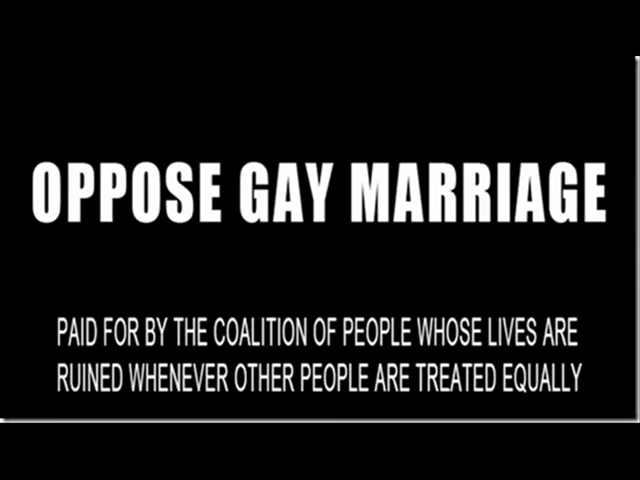 OPPOSE GAY MARRIAGE
PAID FOR BY THE COALITION OF PEOPLE WHOSE LIVES ARE
RUINED WHENEVER OTHER PEOPLE ARE TREATED EQUALLY